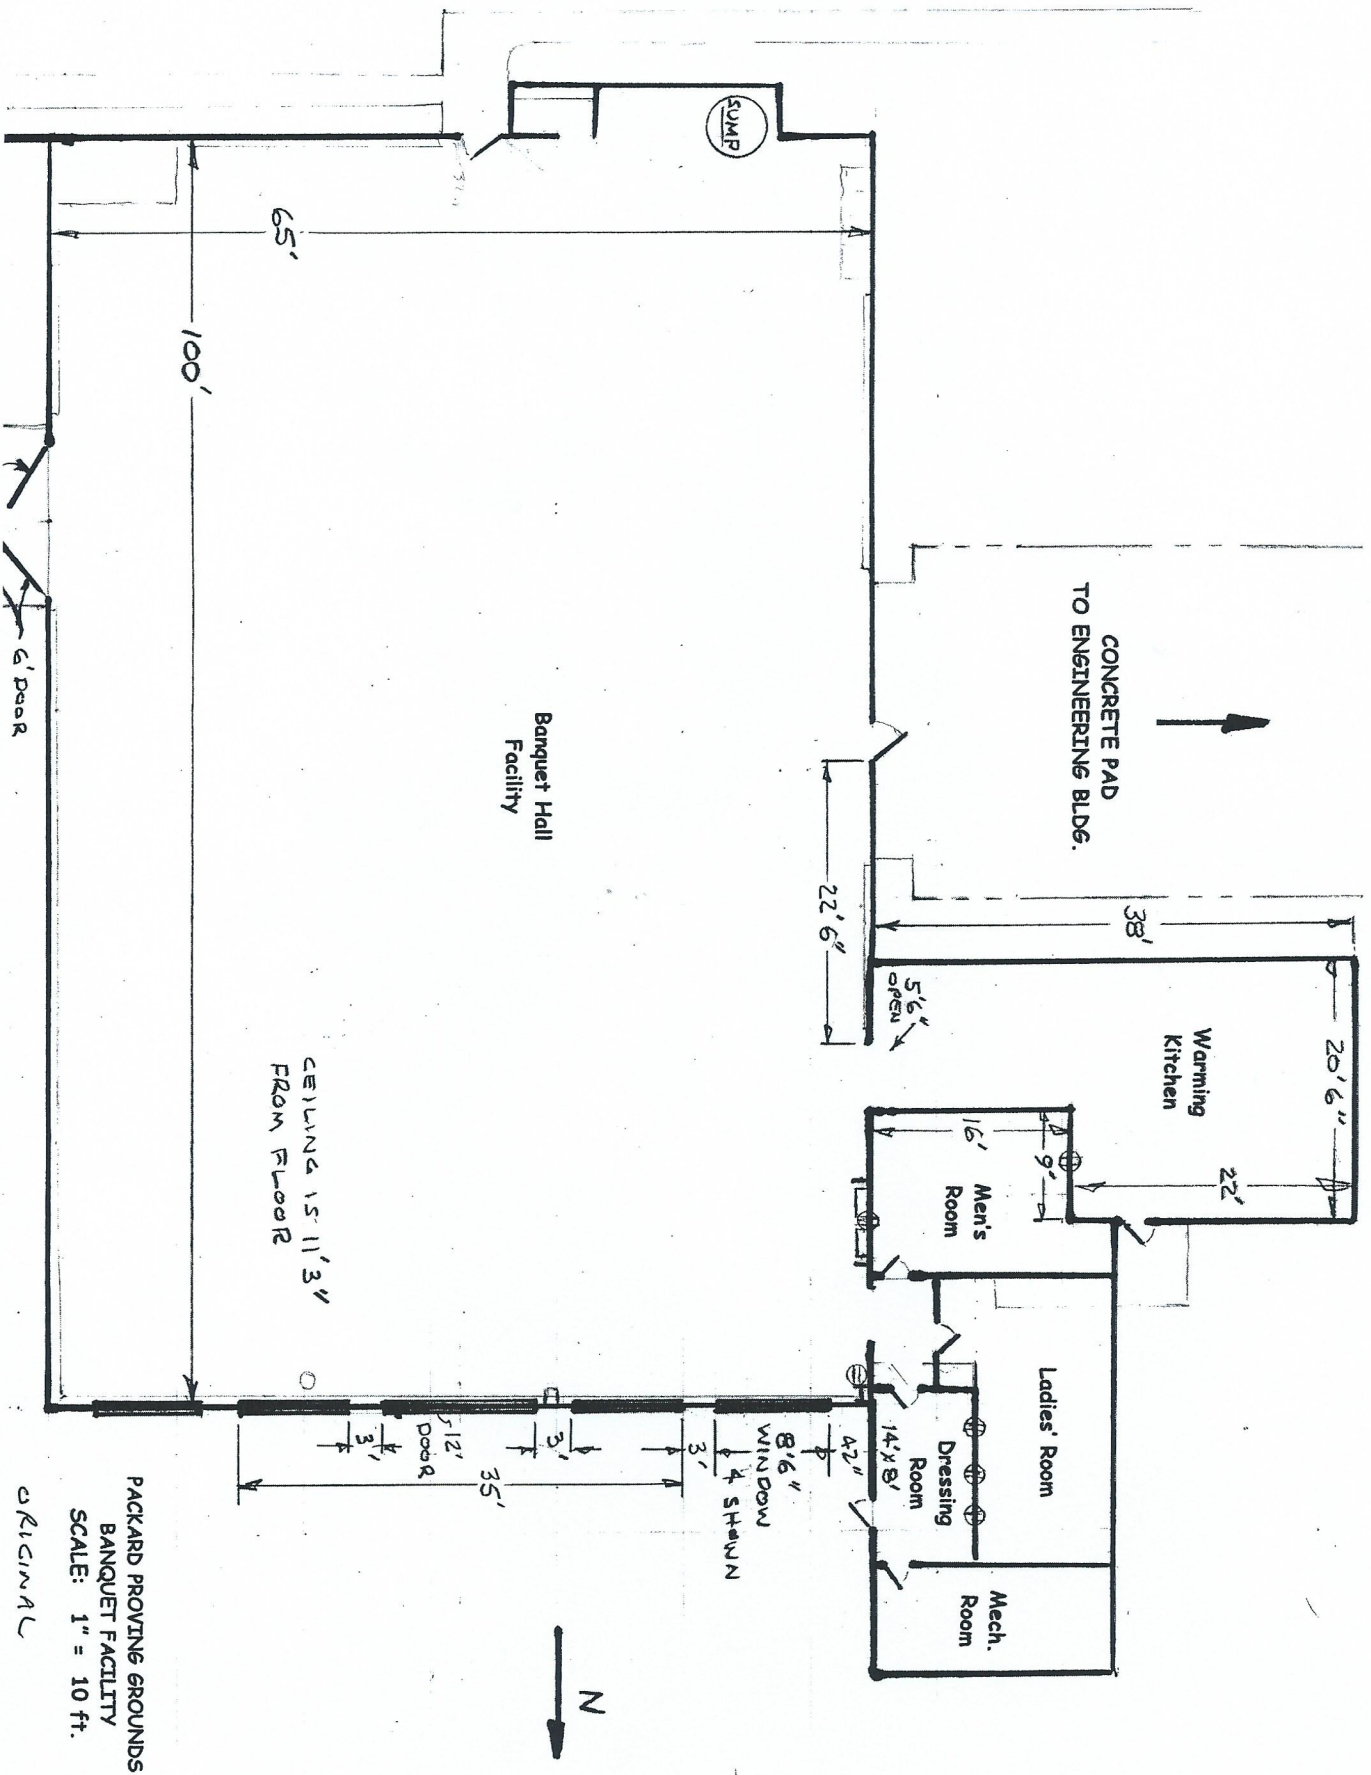 SUMP
65'
100'
CONCRETE PAD
TO ENGINEERING BLDG.
6' DOOR
Banquet Hall
Facility
22' 6"
38'
5'6"
OPEN
Warming
Kitchen
20' 6"
16'
9'
22'
Men's
Room
CEILING IS 11' 3"
FROM FLOOR
Ladies' Room
Dressing
Room
14' x 8'
Mech.
Room
42"
8'6"
WINDOW
4 SHOWN
3'
3'
12'
DOOR
3'
35'
N
PACKARD PROVING GROUNDS
BANQUET FACILITY
SCALE: 1" = 10 ft.
ORIGINAL